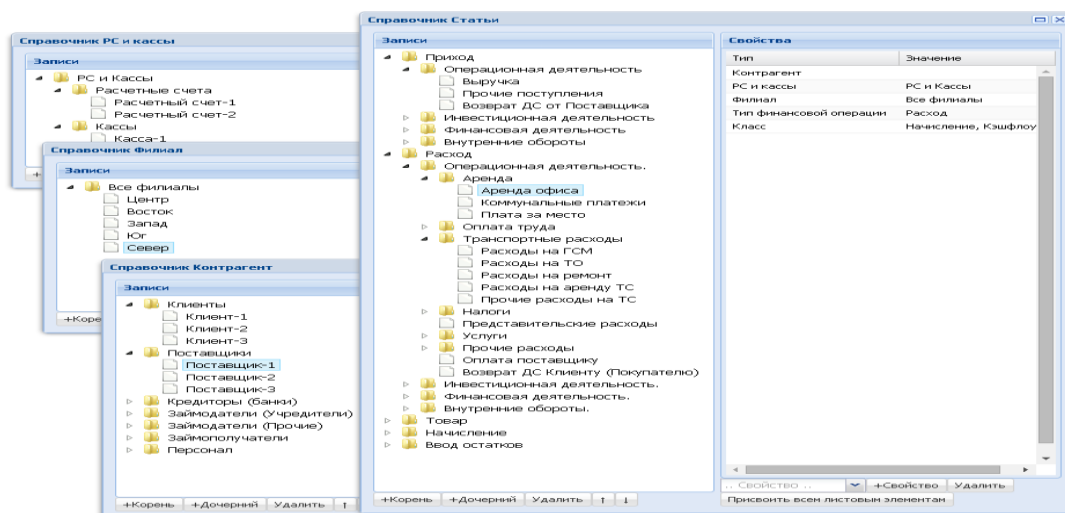 Справочник РС и кассы
Записи
РС и Кассы
Расчетные счета
Расчетный счет-1
Расчетный счет-2
Кассы
Касса-1
+
Справочник Филиал
Записи
Все филиалы
Центр
Восток
Запад
Юг
Север
+Корен
Справочник Контрагент
Записи
Клиенты
Клиент-1
Клиент-2
Клиент-3
Поставщики
Поставщик-1
Поставщик-2
Поставщик-3
Кредиторы (банки)
Займодатели (Учредители)
Займодатели (Прочие)
Займополучатели
Персонал
+Корень +Дочерний Удалить ↑
Справочник Статьи
Записи
Приход
Операционная деятельность
Выручка
Прочие поступления
Возврат ДС от Поставщика
Инвестиционная деятельность
Финансовая деятельность
Внутренние обороты
Расход
Операционная деятельность.
Аренда
Аренда офиса
Коммунальные платежи
Плата за место
Оплата труда
Транспортные расходы
Расходы на ГСМ
Расходы на ТО
Расходы на ремонт
Расходы на аренду ТС
Прочие расходы на ТС
Налоги
Представительские расходы
Услуги
Прочие расходы
Оплата поставщику
Возврат ДС Клиенту (Покупателю)
Инвестиционная деятельность.
Финансовая деятельность.
Внутренние обороты.
Товар
Начисление
Ввод остатков
+Корень +Дочерний Удалить ↑ ↓
Свойства
Тип Значение
Контрагент
РС и кассы РС и Кассы
Филиал Все филиалы
Тип финансовой операции Расход
Класс Начисление, Кэшфлоу
.. Свойство .. +Свойство Удалить
Присвоить всем листовым элементам